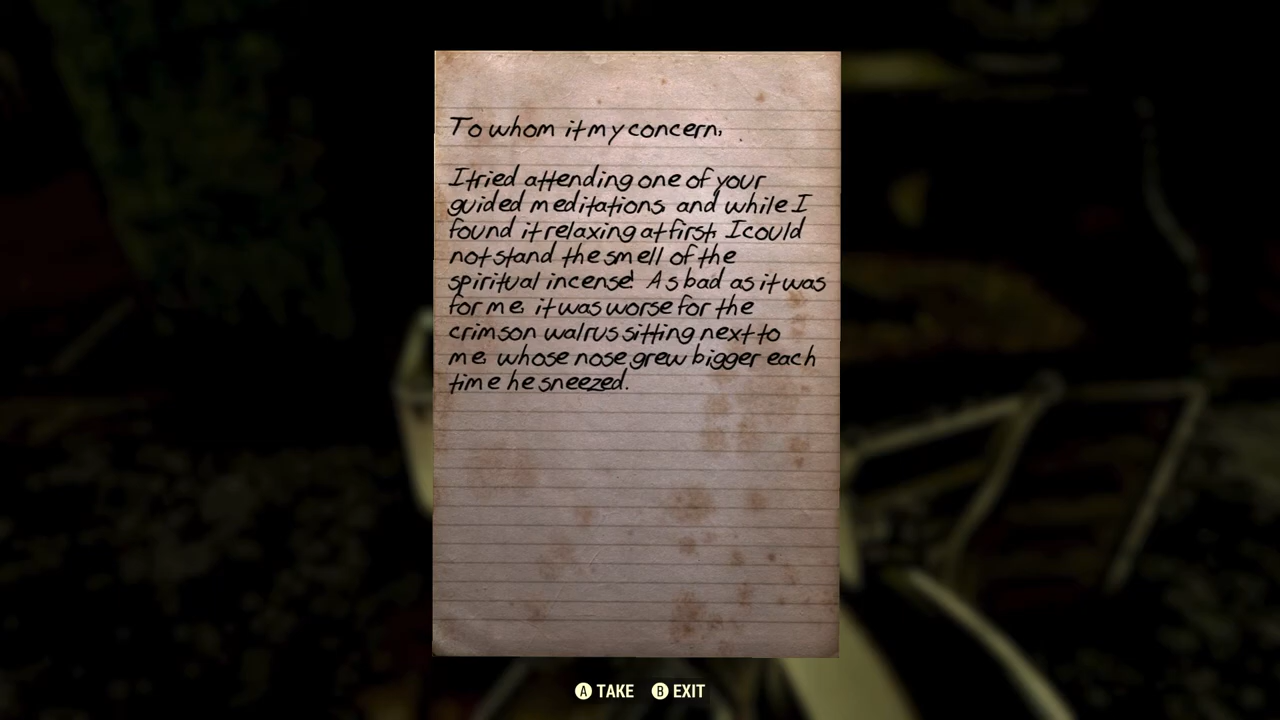 To whom it my concern,
I tried attending one of your
guided meditations, and while I
found it relaxing at first, I could
not stand the smell of the
spiritual incense! As bad as it was
for me, it was worse for the
crimson walrus sitting next to
me, whose nose grew bigger each
time he sneezed.
A TAKE B EXIT